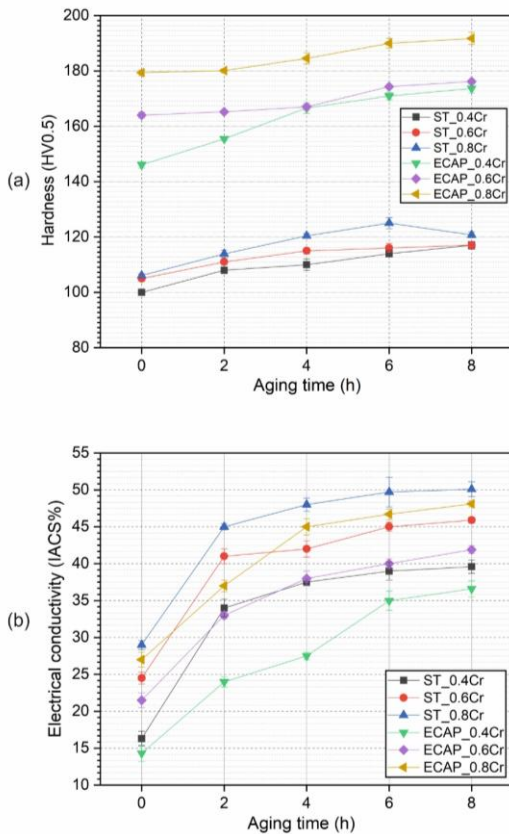 200
180
160
140
120
100
80
Hardness (HV0.5)
(a)
ST_0.4Cr
ST_0.6Cr
ST_0.8Cr
ECAP_0.4Cr
ECAP_0.6Cr
ECAP_0.8Cr
0 2 4 6 8
Aging time (h)
55
50
45
40
35
30
25
20
15
10
Electrical conductivity (IACS%)
(b)
ST_0.4Cr
ST_0.6Cr
ST_0.8Cr
ECAP_0.4Cr
ECAP_0.6Cr
ECAP_0.8Cr
0 2 4 6 8
Aging time (h)